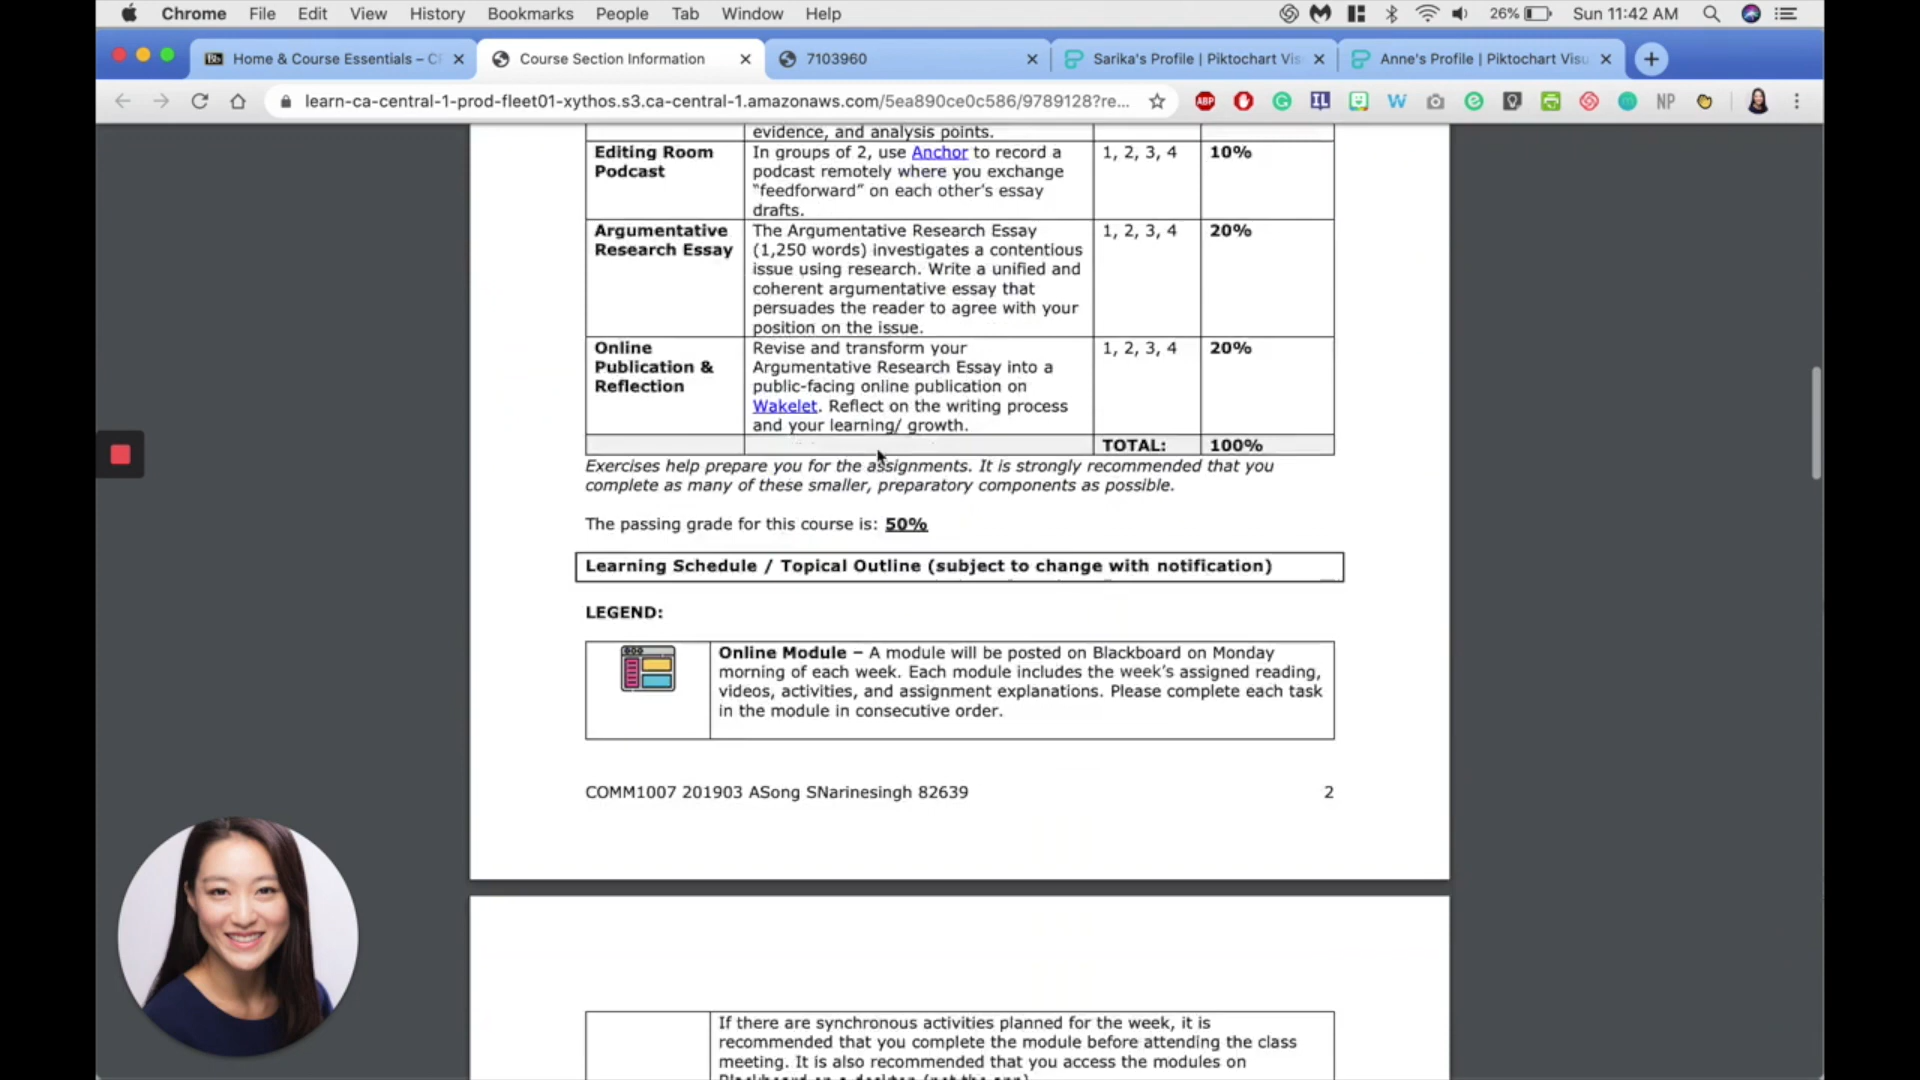 Chrome File Edit View History Bookmarks People Tab Window Help 26% Sun 11:42 AM
Home & Course Essentials – C Course Section Information 7103960 Sarika's Profile | Piktochart Vis Anne's Profile | Piktochart Visu
learn-ca-central-1-prod-fleet01-xythos.s3.ca-central-1.amazonaws.com/5ea890ce0c586/9789128?re... ABP IL W NP
evidence, and analysis points.
Editing Room Podcast
In groups of 2, use Anchor to record a
podcast remotely where you exchange
"feedforward" on each other's essay
drafts.
1, 2, 3, 4
10%
Argumentative
Research Essay
The Argumentative Research Essay
(1,250 words) investigates a contentious
issue using research. Write a unified and
coherent argumentative essay that
persuades the reader to agree with your
position on the issue.
1, 2, 3, 4
20%
Online
Publication &
Reflection
Revise and transform your
Argumentative Research Essay into a
public-facing online publication on
Wakelet. Reflect on the writing process
and your learning/ growth.
1, 2, 3, 4
20%
TOTAL: 100%
Exercises help prepare you for the assignments. It is strongly recommended that you
complete as many of these smaller, preparatory components as possible.
The passing grade for this course is: 50%
Learning Schedule / Topical Outline (subject to change with notification)
LEGEND:
Online Module – A module will be posted on Blackboard on Monday
morning of each week. Each module includes the week's assigned reading,
videos, activities, and assignment explanations. Please complete each task
in the module in consecutive order.
COMM1007 201903 ASong SNarinesingh 82639 2
If there are synchronous activities planned for the week, it is
recommended that you complete the module before attending the class
meeting. It is also recommended that you access the modules on